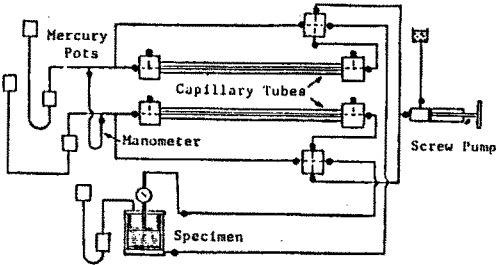 Mercury
Pots
Capillary Tubes
Manometer
Screw Pump
Specimen